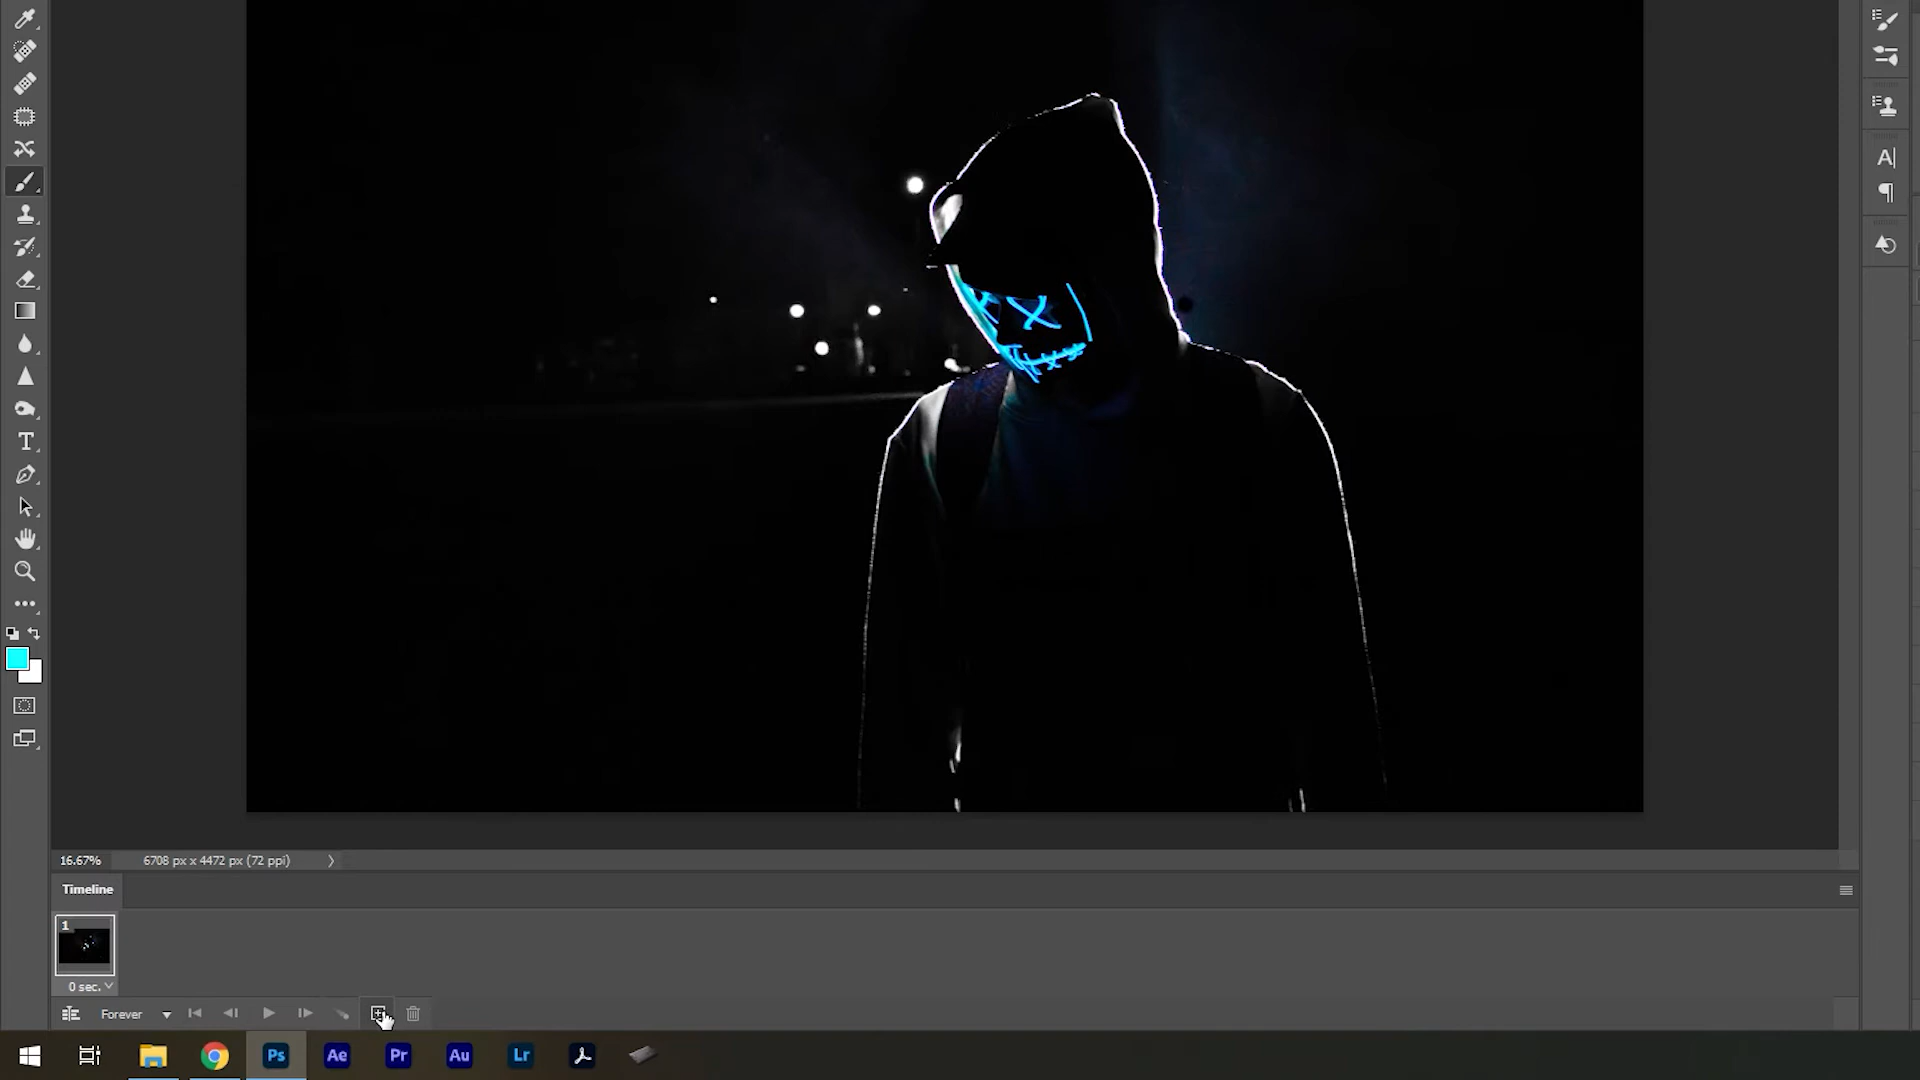 T
A
¶
16.67%
6708 px x 4472 px (72 ppi)
Timeline
1
0 sec.
Forever
Ps
Ae
Pr
Au
Lr